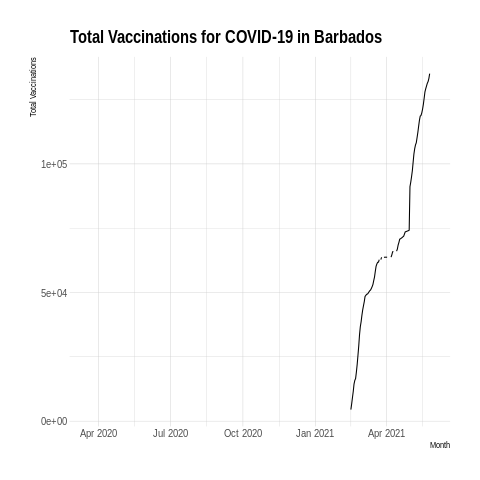 Total Vaccinations for COVID-19 in Barbados
Total Vaccinations
1e+05
5e+04
0e+00
Apr 2020 Jul 2020 Oct 2020 Jan 2021 Apr 2021
Month